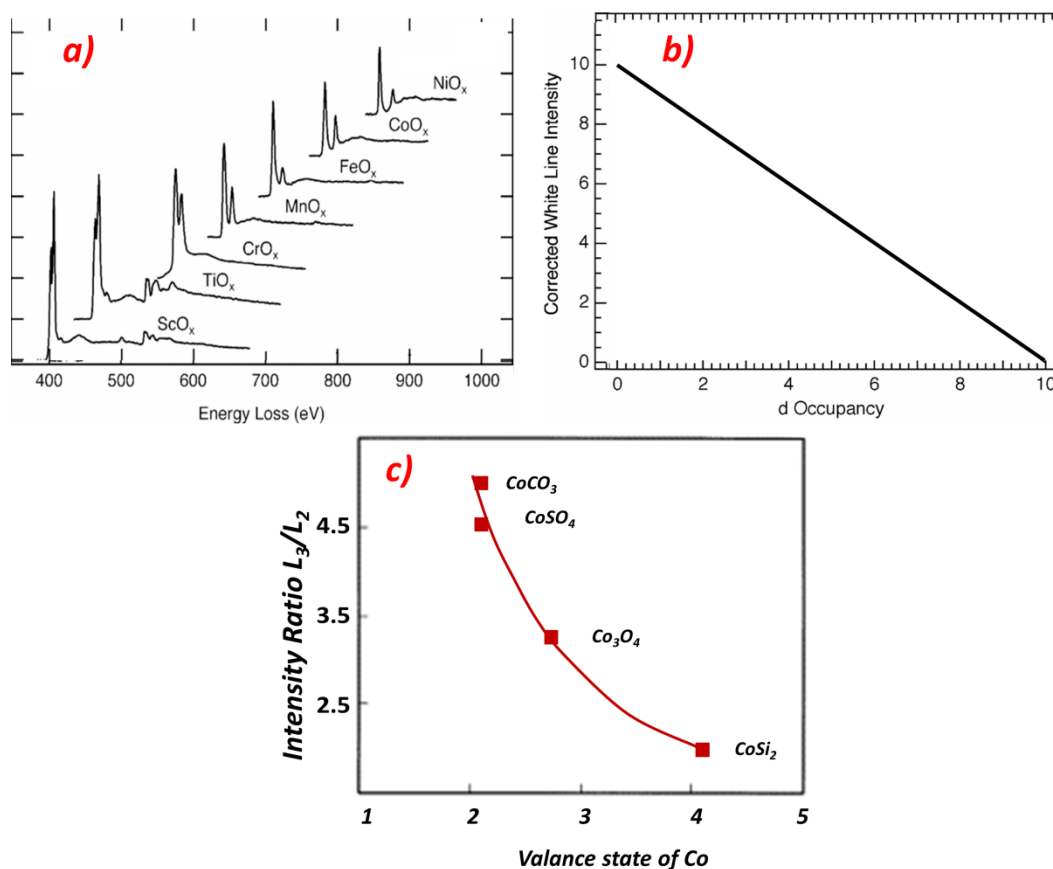 a)
NiOₓ
CoOₓ
FeOₓ
MnOₓ
CrOₓ
TiOₓ
ScOₓ
400 500 600 700 800 900 1000
Energy Loss (eV)
b)
Corrected White Line Intensity
10
8
6
4
2
0
0 2 4 6 8 10
d Occupancy
c)
Intensity Ratio L₃/L₂
CoCO₃
CoSO₄
4.5
3.5
Co₃O₄
2.5
CoSi₂
1 2 3 4 5
Valance state of Co